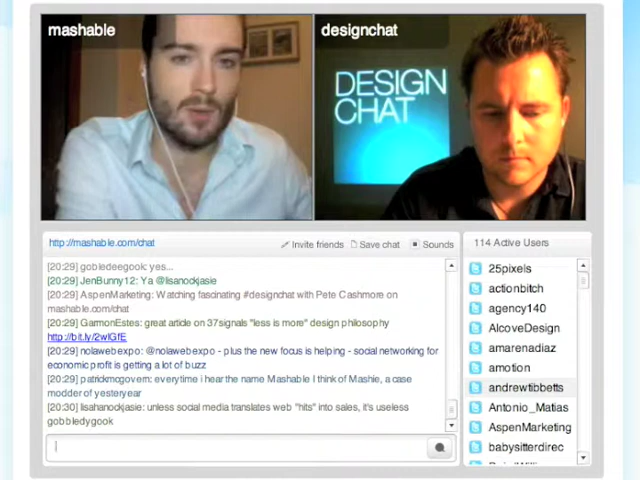 mashable
designchat
DESIGN
CHAT
http://mashable.com/chat
Invite friends
Save chat
Sounds
114 Active Users
[20:29] gobledeegook: yes...
[20:29] JenBunny12: Ya @lisanockjasie
[20:29] AspenMarketing: Watching fascinating #designchat with Pete Cashmore on
mashable.com/chat
[20:29] GarmonEstes: great article on 37signals "less is more" design philosophy
http://bit.ly/2wlGfE
[20:29] nolawebexpo: @nolawebexpo - plus the new focus is helping - social networking for
economic profit is getting a lot of buzz
[20:29] patrickmcgovern: everytime i hear the name Mashable I think of Mashie, a case
modder of yesteryear
[20:30] lisahanockjasie: unless social media translates web "hits" into sales, it's useless
gobbledygook
25pixels
actionbitch
agency140
AlcoveDesign
amarenadiaz
amotion
andrewtibbetts
Antonio_Matias
AspenMarketing
babysitterdirec